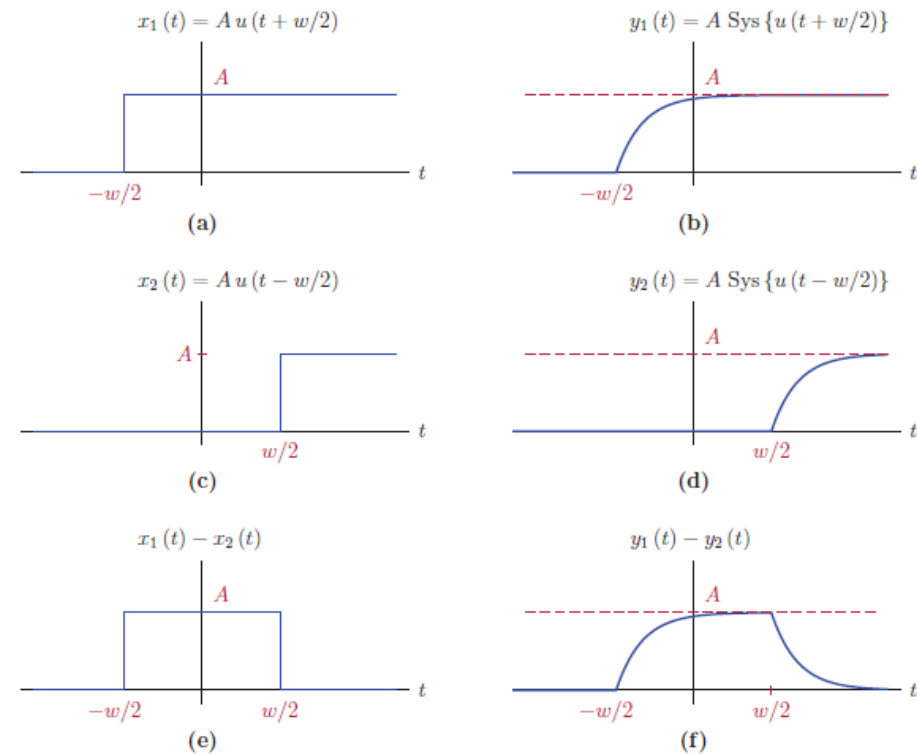 x₁ (t) = A u (t + w/2)
A
t
−w/2
(a)
y₁ (t) = A Sys {u (t + w/2)}
A
t
−w/2
(b)
x₂ (t) = A u (t − w/2)
A
t
w/2
(c)
y₂ (t) = A Sys {u (t − w/2)}
A
t
w/2
(d)
x₁ (t) − x₂ (t)
A
t
−w/2 w/2
(e)
y₁ (t) − y₂ (t)
A
t
−w/2 w/2
(f)